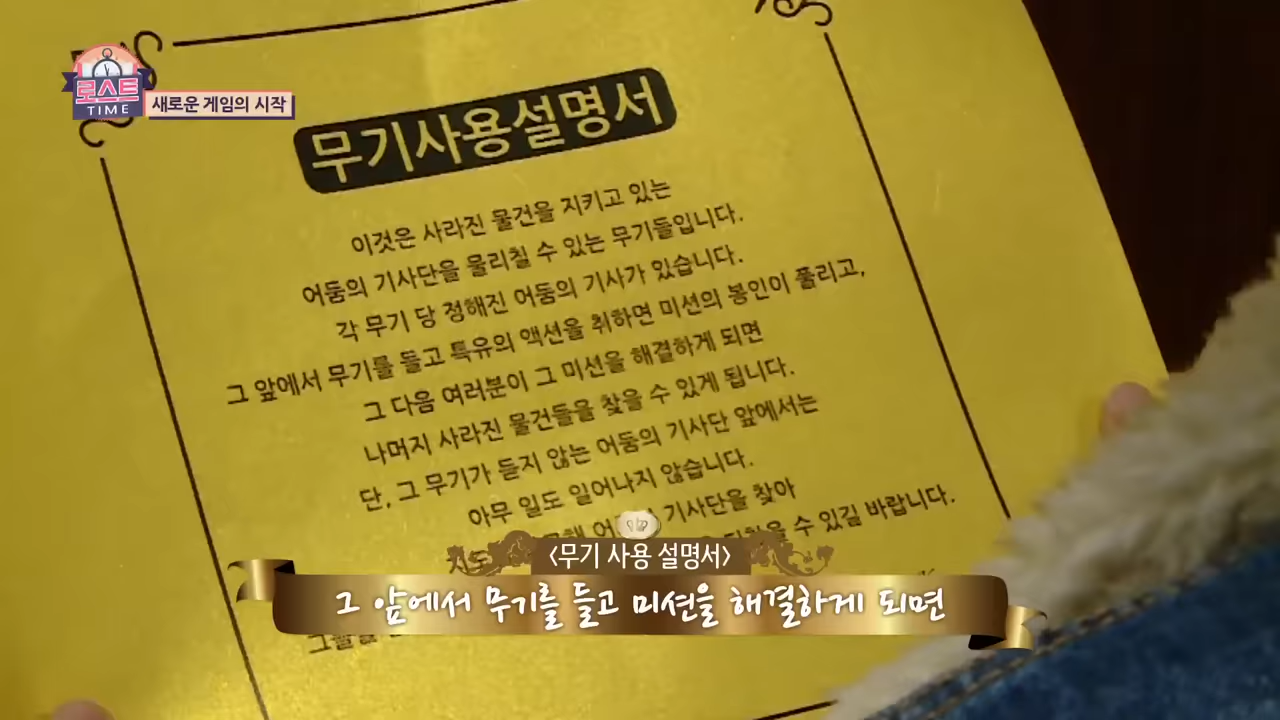 로스트
TIME
새로운 게임의 시작
무기사용설명서
이것은 사라진 물건을 지키고 있는
어둠의 기사단을 물리칠 수 있는 무기들입니다.
각 무기 당 정해진 어둠의 기사가 있습니다.
그 앞에서 무기를 들고 특유의 액션을 취하면 미션의 봉인이 풀리고,
그 다음 여러분이 그 미션을 해결하게 되면
나머지 사라진 물건들을 찾을 수 있게 됩니다.
단, 그 무기가 듣지 않는 어둠의 기사단 앞에서는
아무 일도 일어나지 않습니다.
기사단을 찾아
수 있길 바랍니다.
<무기 사용 설명서>
그 앞에서 무기를 들고 미션을 해결하게 되면